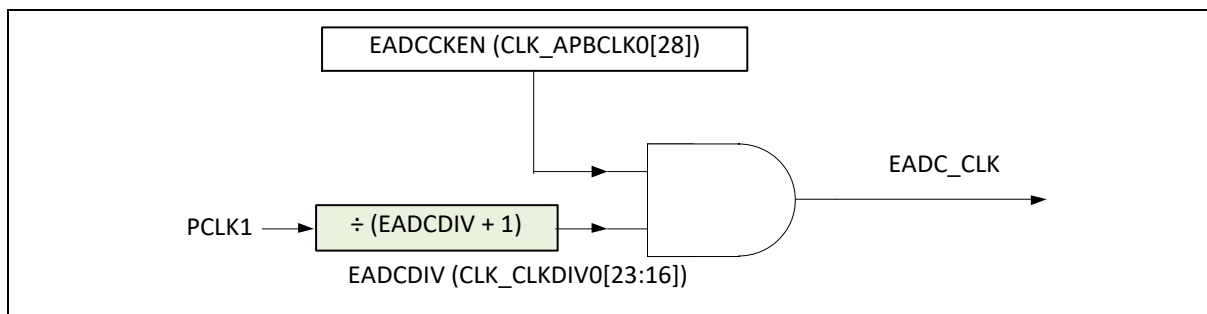 EADCCKEN (CLK_APBCLK0[28])
EADC_CLK
PCLK1
÷ (EADCDIV + 1)
EADCDIV (CLK_CLKDIV0[23:16])